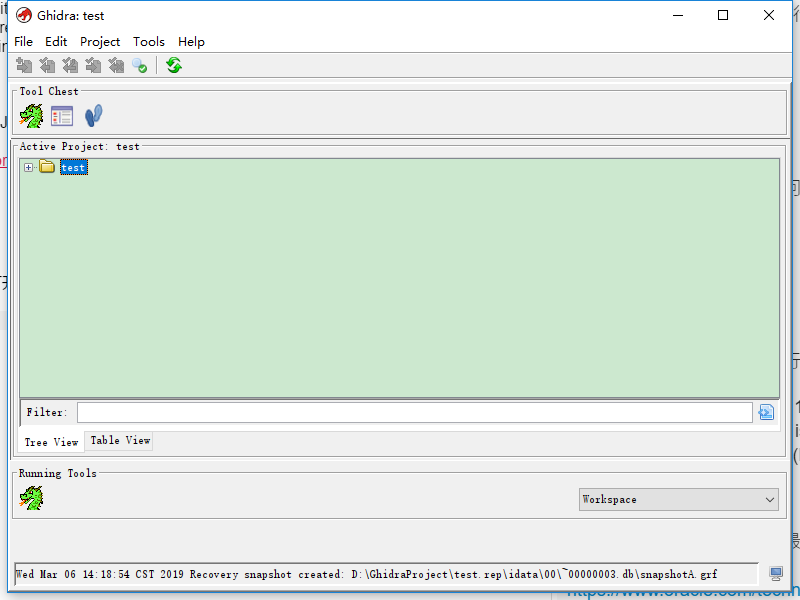 Ghidra: test
File Edit Project Tools Help
Tool Chest
Active Project: test
test
Filter:
Tree View Table View
Running Tools
Workspace
Wed Mar 06 14:18:54 CST 2019 Recovery snapshot created: D:\GhidraProject\test.rep\idata\00\~00000003.db\snapshotA.grf